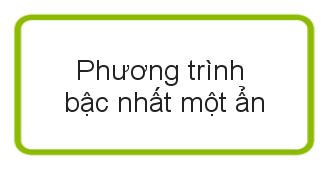 Phương trình
bậc nhất một ẩn